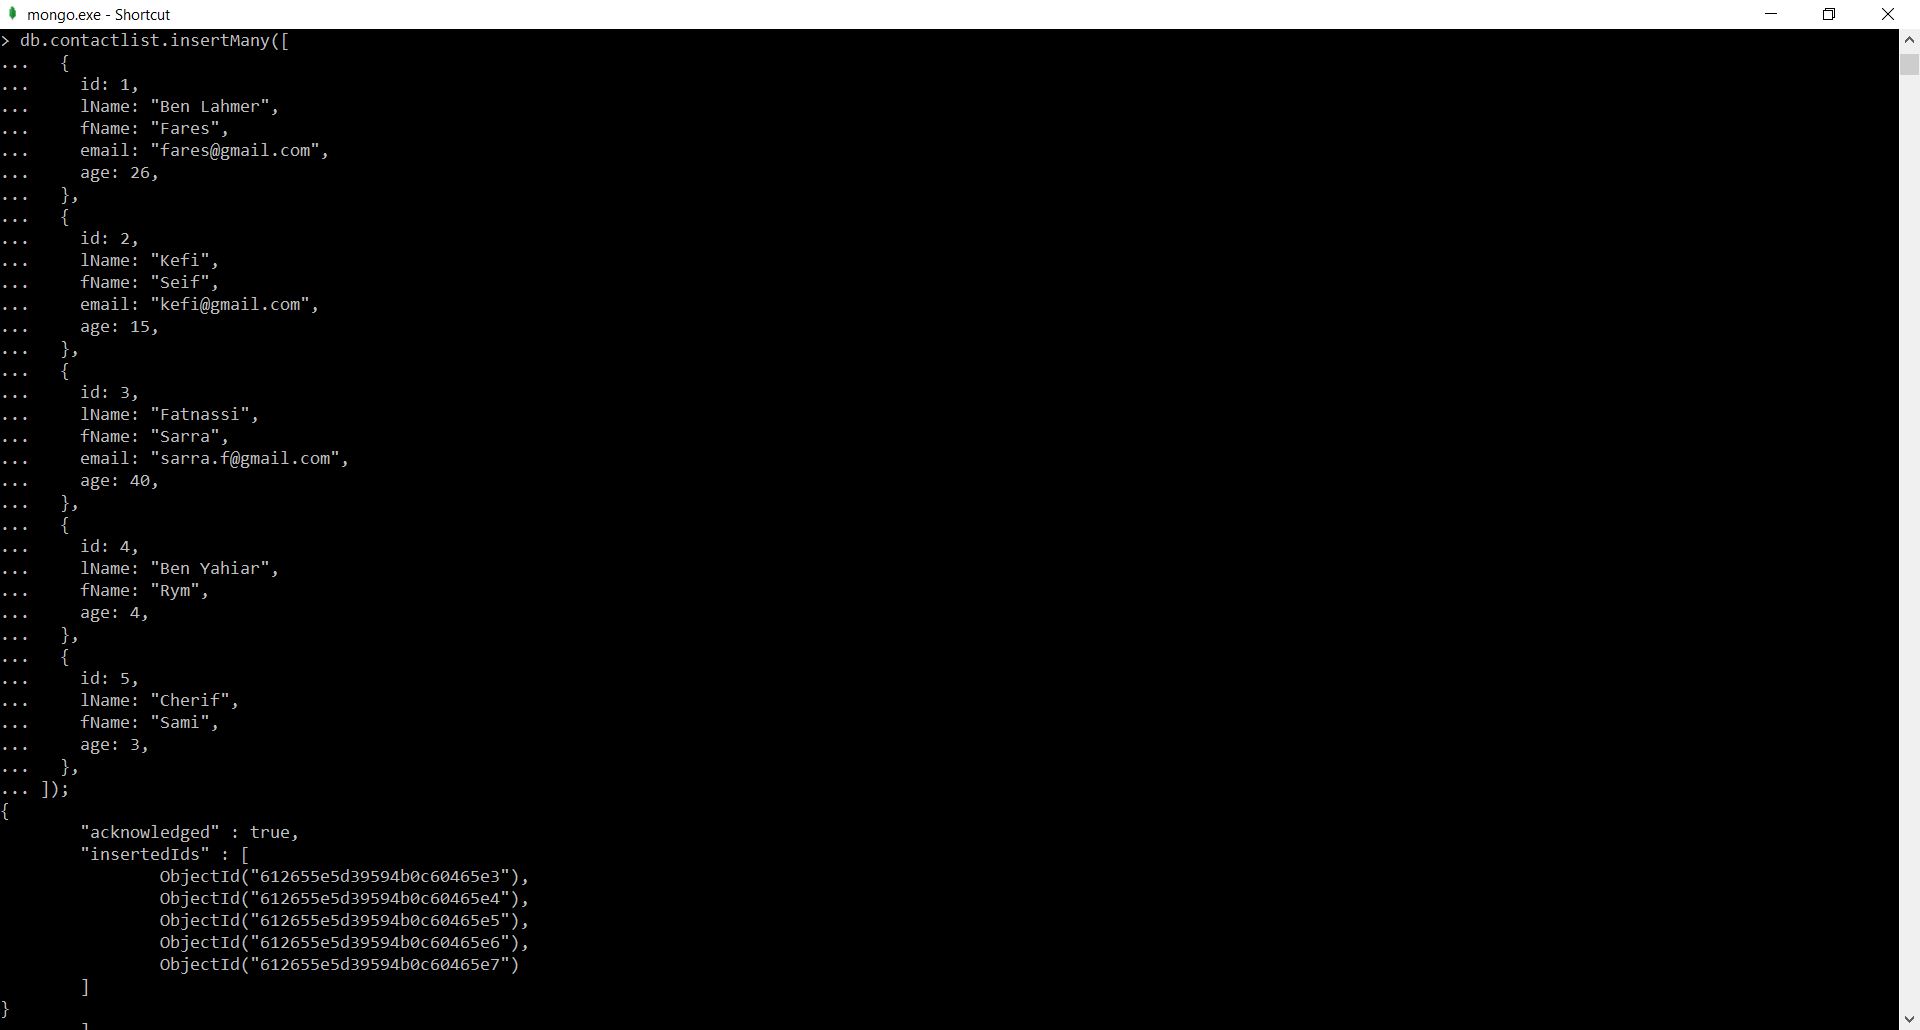 mongo.exe - Shortcut
> db.contactlist.insertMany([
...   {
...     id: 1,
...     lName: "Ben Lahmer",
...     fName: "Fares",
...     email: "fares@gmail.com",
...     age: 26,
...   },
...   {
...     id: 2,
...     lName: "Kefi",
...     fName: "Seif",
...     email: "kefi@gmail.com",
...     age: 15,
...   },
...   {
...     id: 3,
...     lName: "Fatnassi",
...     fName: "Sarra",
...     email: "sarra.f@gmail.com",
...     age: 40,
...   },
...   {
...     id: 4,
...     lName: "Ben Yahiar",
...     fName: "Rym",
...     age: 4,
...   },
...   {
...     id: 5,
...     lName: "Cherif",
...     fName: "Sami",
...     age: 3,
...   },
... ]);
{
        "acknowledged" : true,
        "insertedIds" : [
                ObjectId("612655e5d39594b0c60465e3"),
                ObjectId("612655e5d39594b0c60465e4"),
                ObjectId("612655e5d39594b0c60465e5"),
                ObjectId("612655e5d39594b0c60465e6"),
                ObjectId("612655e5d39594b0c60465e7")
        ]
}
        ]